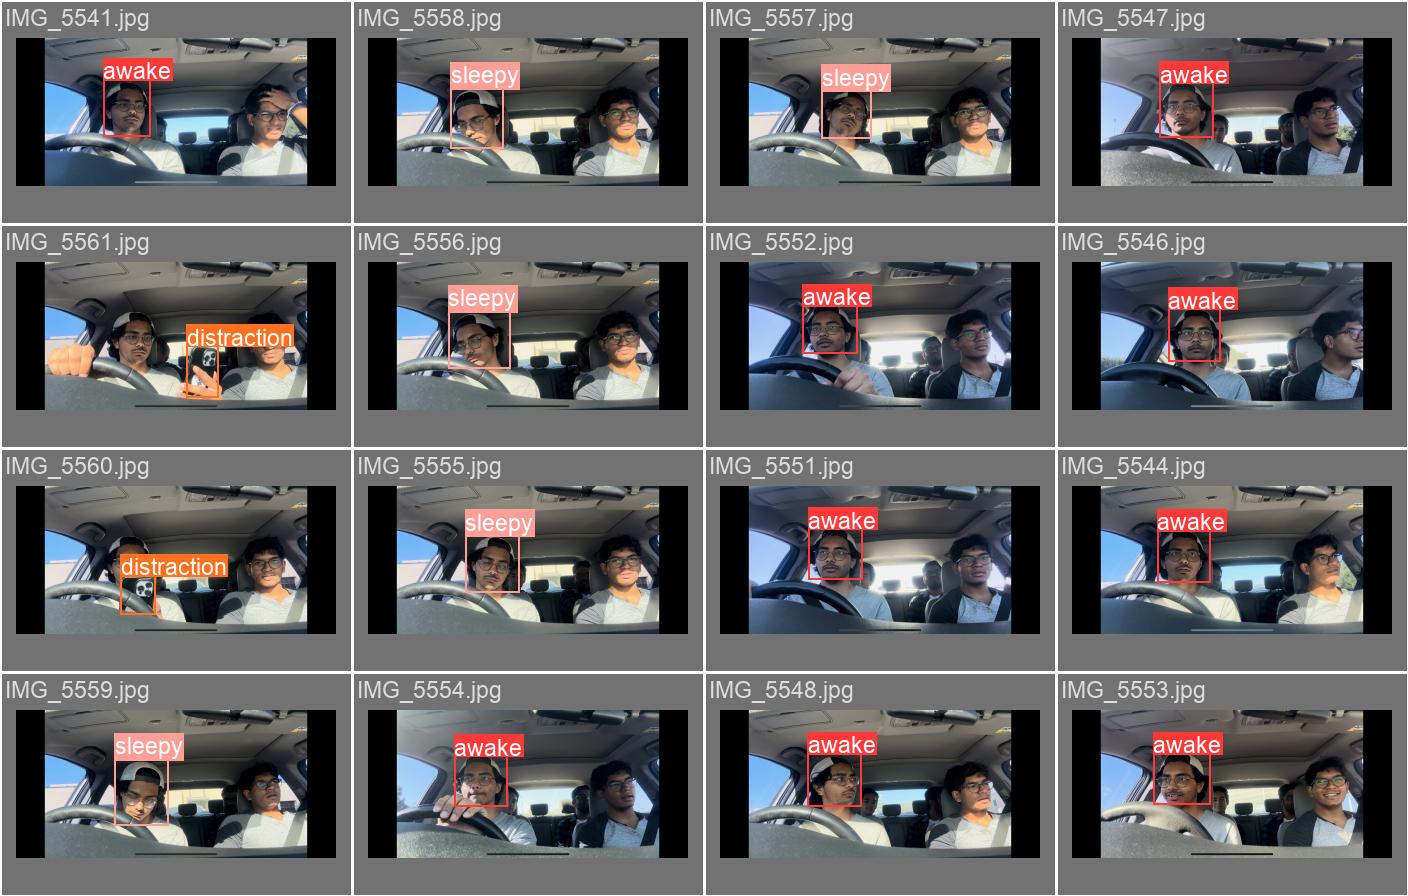 IMG_5541.jpg
awake
IMG_5558.jpg
sleepy
IMG_5557.jpg
sleepy
IMG_5547.jpg
awake
IMG_5561.jpg
distraction
IMG_5556.jpg
sleepy
IMG_5552.jpg
awake
IMG_5546.jpg
awake
IMG_5560.jpg
distraction
IMG_5555.jpg
sleepy
IMG_5551.jpg
awake
IMG_5544.jpg
awake
IMG_5559.jpg
sleepy
IMG_5554.jpg
awake
IMG_5548.jpg
awake
IMG_5553.jpg
awake